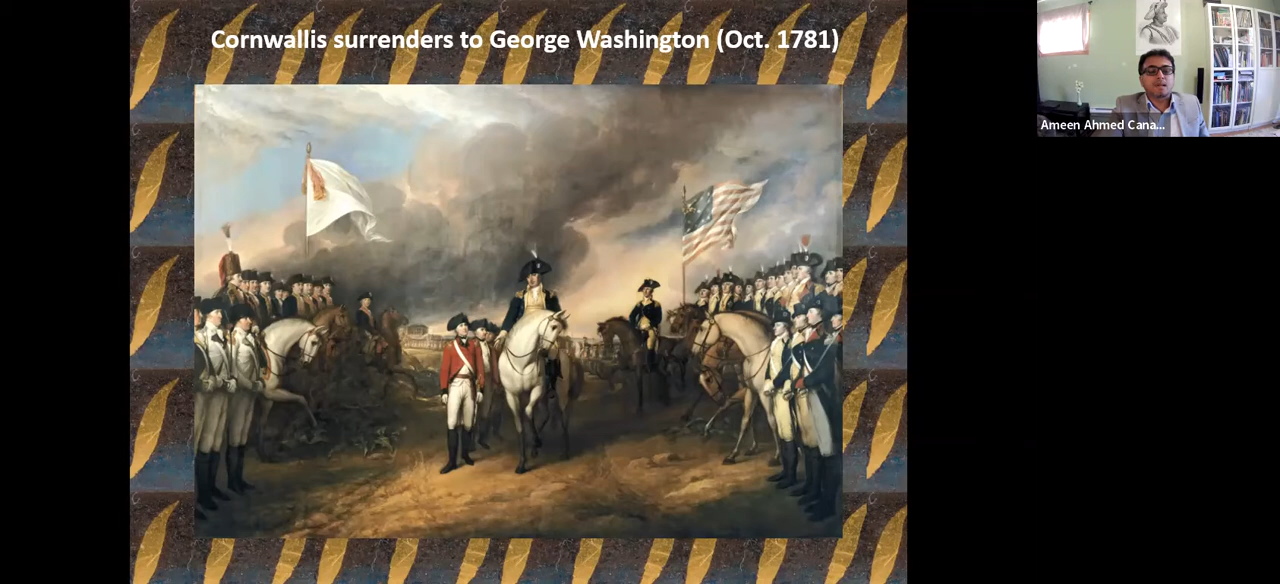 Cornwallis surrenders to George Washington (Oct. 1781)
Ameen Ahmed Cana...